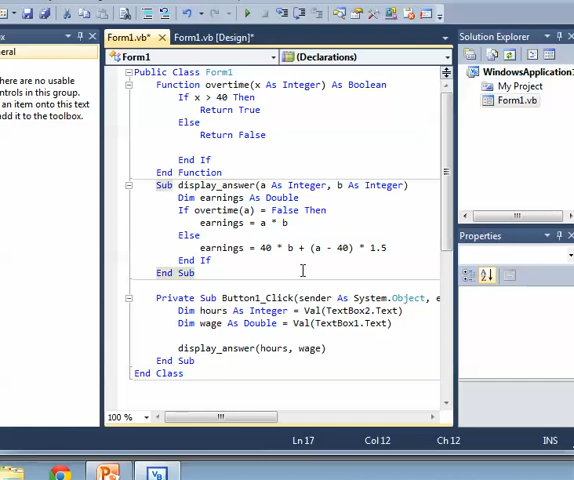 Form1.vb* ×
Form1.vb [Design]*
Solution Explorer
Form1
(Declarations)
WindowsApplication
My Project
Form1.vb
Properties
ox
eneral
here are no usable
ontrols in this group.
an item onto this text
add it to the toolbox.
Public Class Form1
Function overtime(x As Integer) As Boolean
If x > 40 Then
Return True
Else
Return False
End If
End Function
Sub display_answer(a As Integer, b As Integer)
Dim earnings As Double
If overtime(a) = False Then
earnings = a * b
Else
earnings = 40 * b + (a - 40) * 1.5
End If
End Sub
Private Sub Button1_Click(sender As System.Object, e
Dim hours As Integer = Val(TextBox2.Text)
Dim wage As Double = Val(TextBox1.Text)
display_answer(hours, wage)
End Sub
End Class
100 %
Ln 17
Col 12
Ch 12
INS